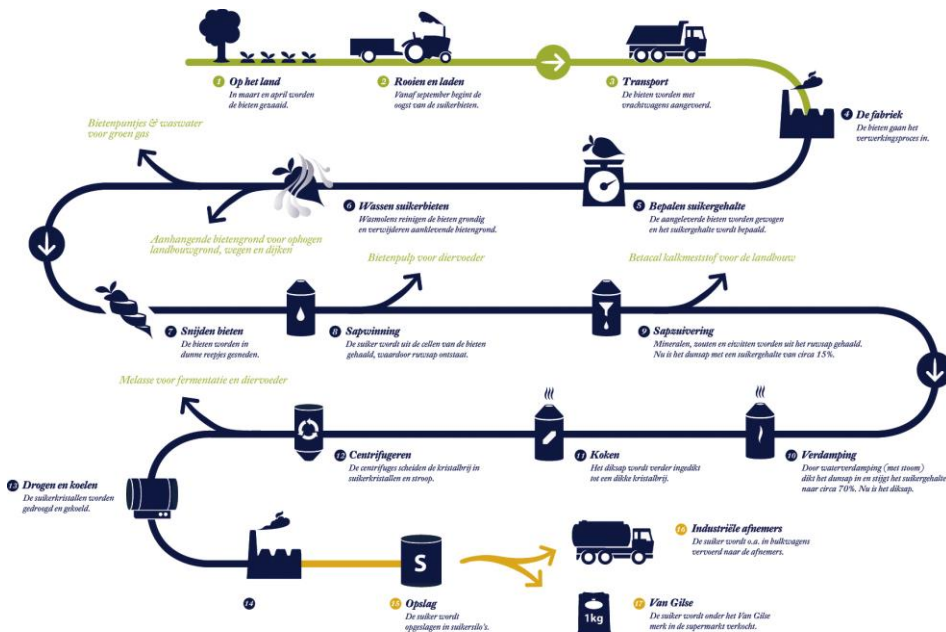 1 Op het land
In maart en april worden
de bieten gezaaid.
2 Rooien en laden
Vanaf september begint de
oogst van de suikerbieten.
3 Transport
De bieten worden met
vrachtwagens aangevoerd.
4 De fabriek
De bieten gaan het
verwerkingsproces in.
Bietenpuntjes & waswater
voor groen gas
6 Wassen suikerbieten
Wasmolens reinigen de bieten grondig
en verwijderen aanklevende bietengrond.
5 Bepalen suikergehalte
De aangeleverde bieten worden gewogen
en het suikergehalte wordt bepaald.
Aanhangende bietengrond voor ophogen
landbouwgrond, wegen en dijken
Bietenpulp voor diervoeder
Betacal kalkmeststof voor de landbouw
7 Snijden bieten
De bieten worden in
dunne reepjes gesneden.
8 Sapwinning
De suiker wordt uit de cellen van de bieten
gehaald, waardoor ruwsap ontstaat.
9 Sapzuivering
Mineralen, zouten en eiwitten worden uit het ruwsap gehaald.
Nu is het dunsap met een suikergehalte van circa 15%.
Melasse voor fermentatie en diervoeder
12 Centrifugeren
De centrifuges scheiden de kristalbrij in
suikerkristallen en stroop.
11 Koken
Het diksap wordt verder ingedikt
tot een dikke kristalbrij.
10 Verdamping
Door waterverdamping (met stoom)
dikt het dunsap in en stijgt het suikergehalte
naar circa 70%. Nu is het diksap.
13 Drogen en koelen
De suikerkristallen worden
gedroogd en gekoeld.
14
S
15 Opslag
De suiker wordt
opgeslagen in suikersilo's.
16 Industriële afnemers
De suiker wordt o.a. in bulkwagens
vervoerd naar de afnemers.
1kg
17 Van Gilse
De suiker wordt onder het Van Gilse
merk in de supermarkt verkocht.